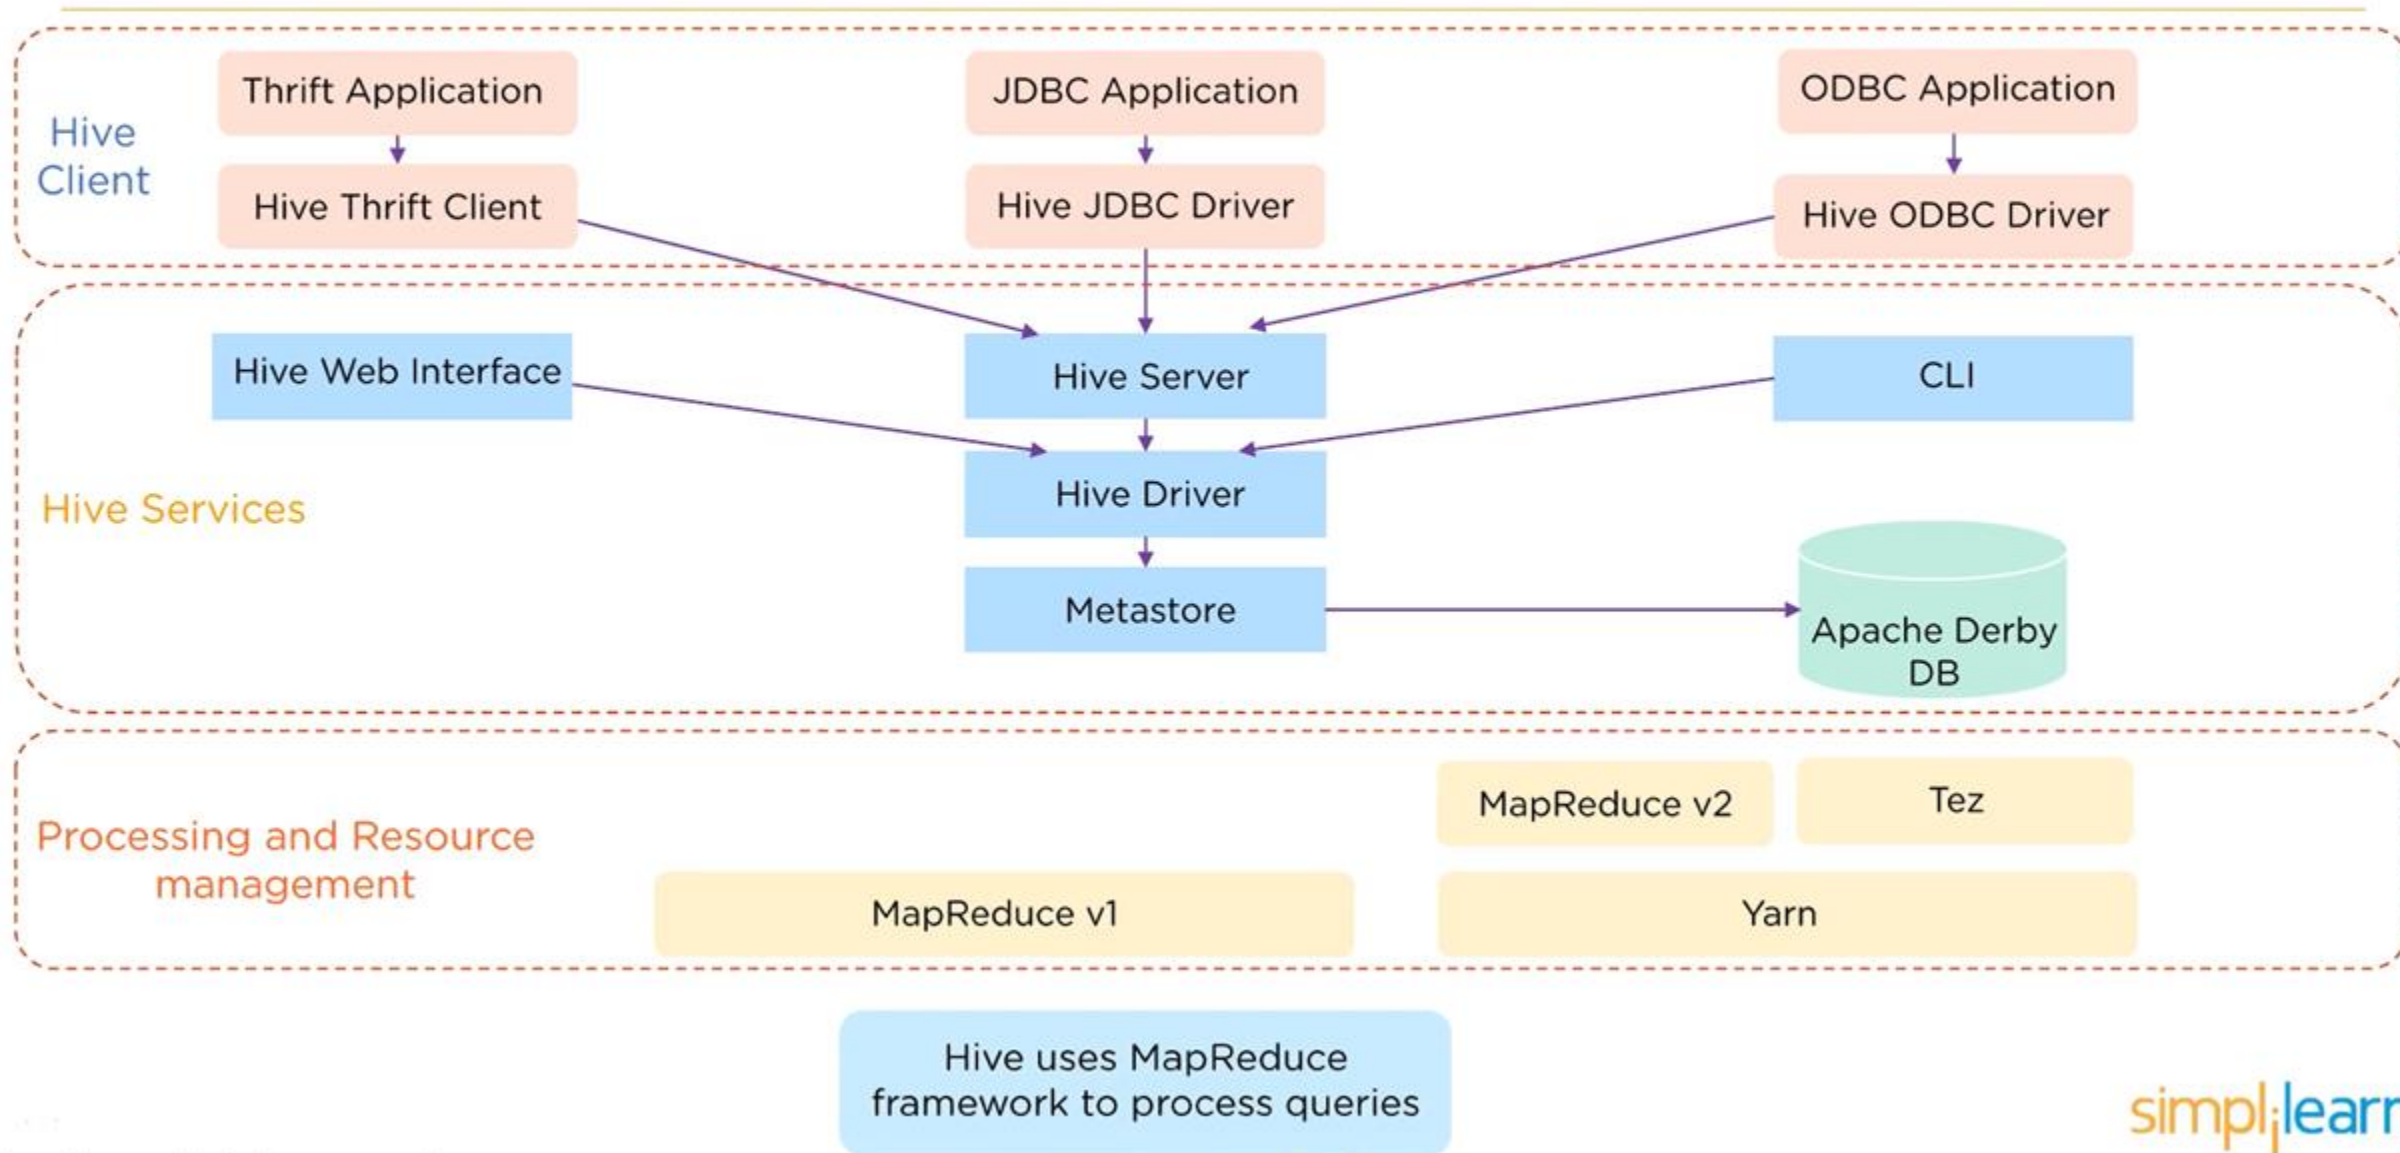 Thrift Application
JDBC Application
ODBC Application
Hive
Client
Hive Thrift Client
Hive JDBC Driver
Hive ODBC Driver
Hive Web Interface
Hive Server
CLI
Hive Services
Hive Driver
Metastore
Apache Derby
DB
Processing and Resource
management
MapReduce v2
Tez
MapReduce v1
Yarn
Hive uses MapReduce
framework to process queries
simplilearn